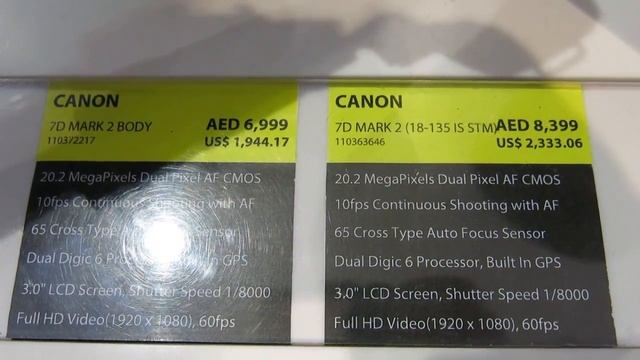 CANON
7D MARK 2 BODY AED 6,999
110372217 US$ 1,944.17
20.2 MegaPixels Dual Pixel AF CMOS
10fps Continuous Shooting with AF
65 Cross Type Auto Sensor
Dual Digic 6 Processor, Built In GPS
3.0" LCD Screen, Shutter Speed 1/8000
Full HD Video(1920 x 1080), 60fps
CANON
7D MARK 2 (18-135 IS STM) AED 8,399
110363646 US$ 2,333.06
20.2 MegaPixels Dual Pixel AF CMOS
10fps Continuous Shooting with AF
65 Cross Type Auto Focus Sensor
Dual Digic 6 Processor, Built In GPS
3.0" LCD Screen, Shutter Speed 1/8000
Full HD Video(1920 x 1080), 60fps